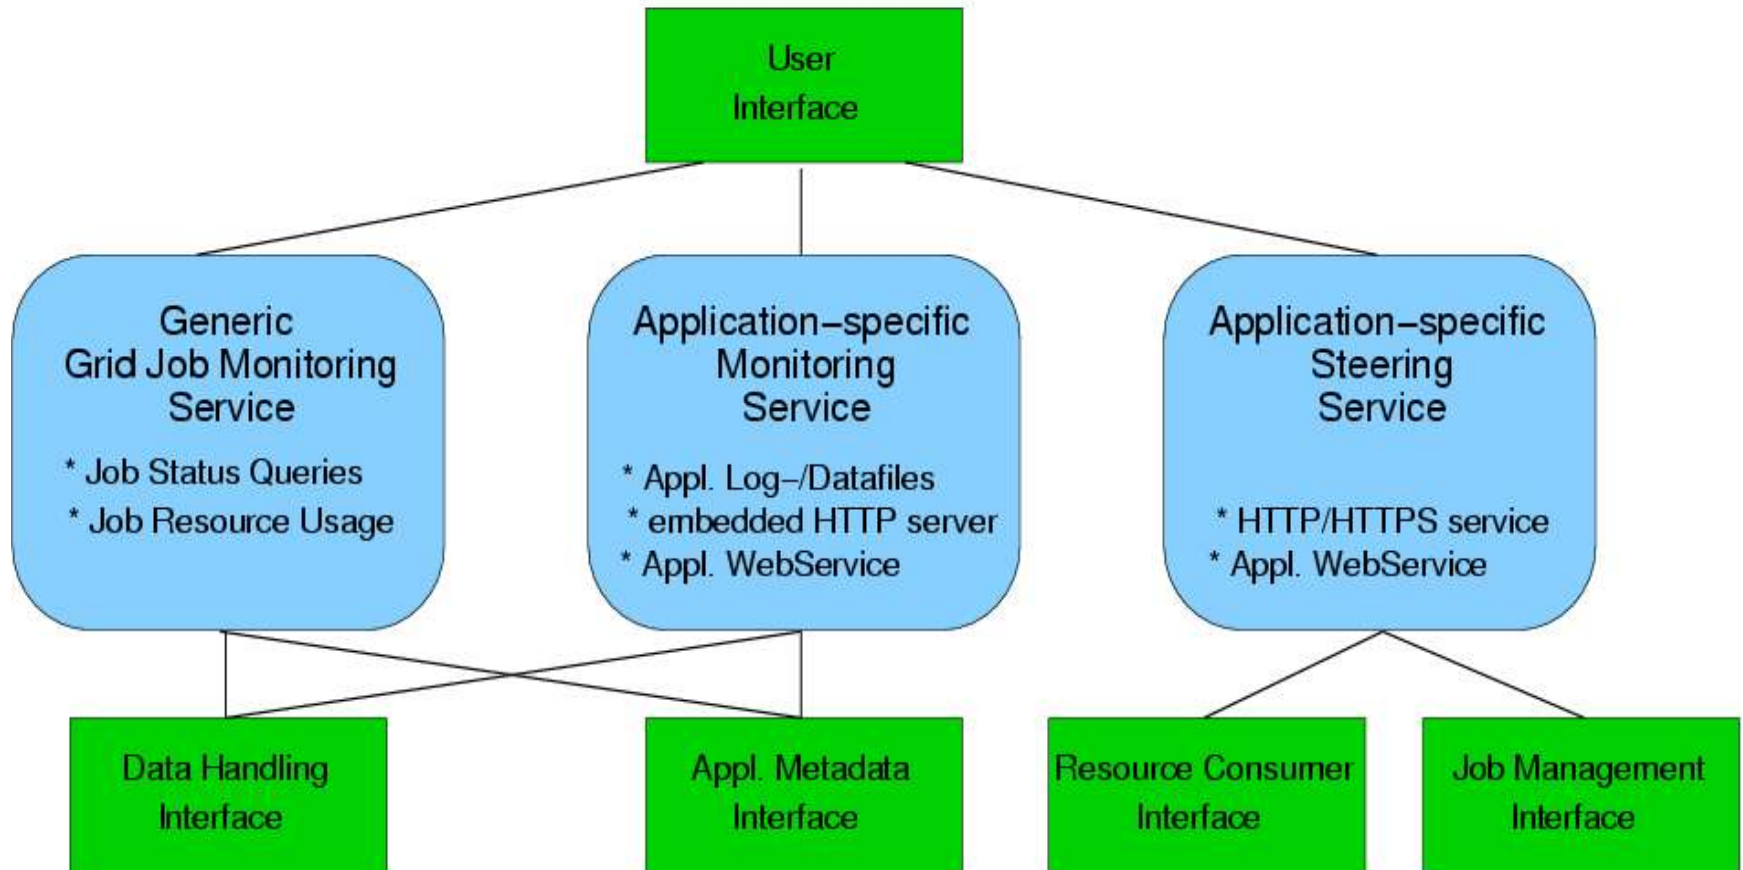 User
Interface
Generic
Grid Job Monitoring
Service
* Job Status Queries
* Job Resource Usage
Application-specific
Monitoring
Service
* Appl. Log-/Datafiles
* embedded HTTP server
* Appl. WebService
Application-specific
Steering
Service
* HTTP/HTTPS service
* Appl. WebService
Data Handling
Interface
Appl. Metadata
Interface
Resource Consumer
Interface
Job Management
Interface